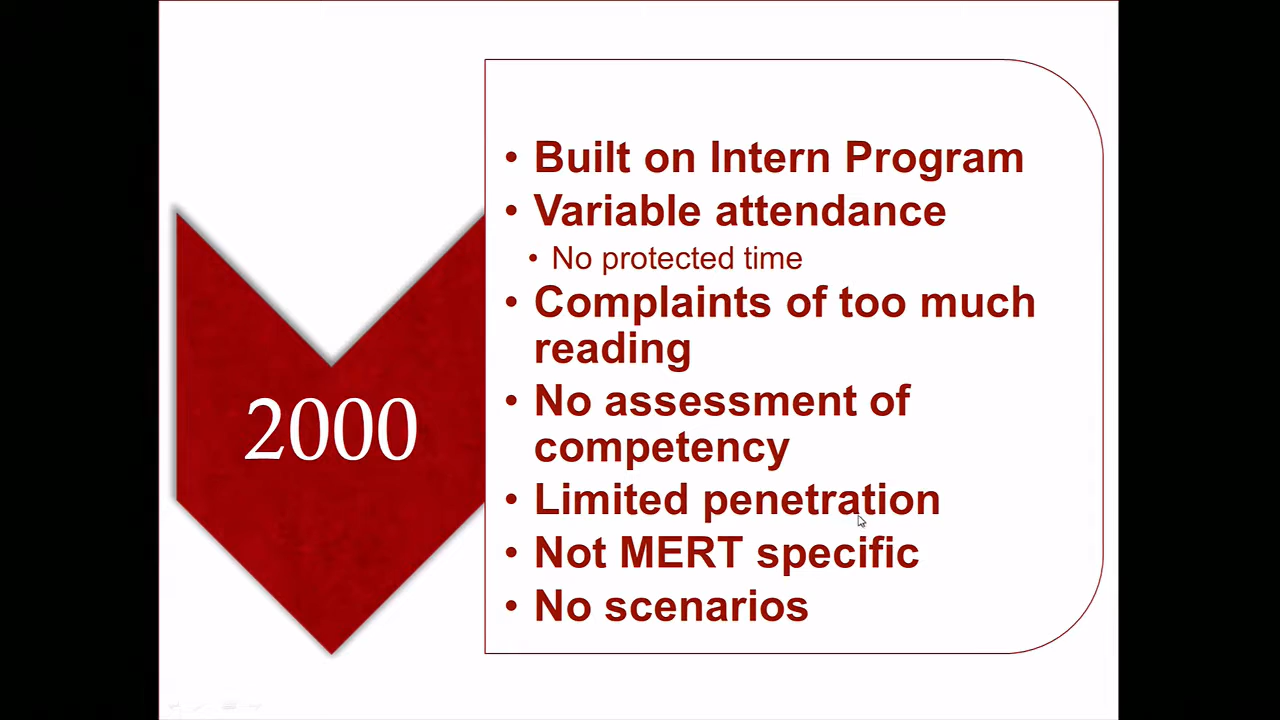 2000
• Built on Intern Program
• Variable attendance
• No protected time
• Complaints of too much
reading
• No assessment of
competency
• Limited penetration
• Not MERT specific
• No scenarios